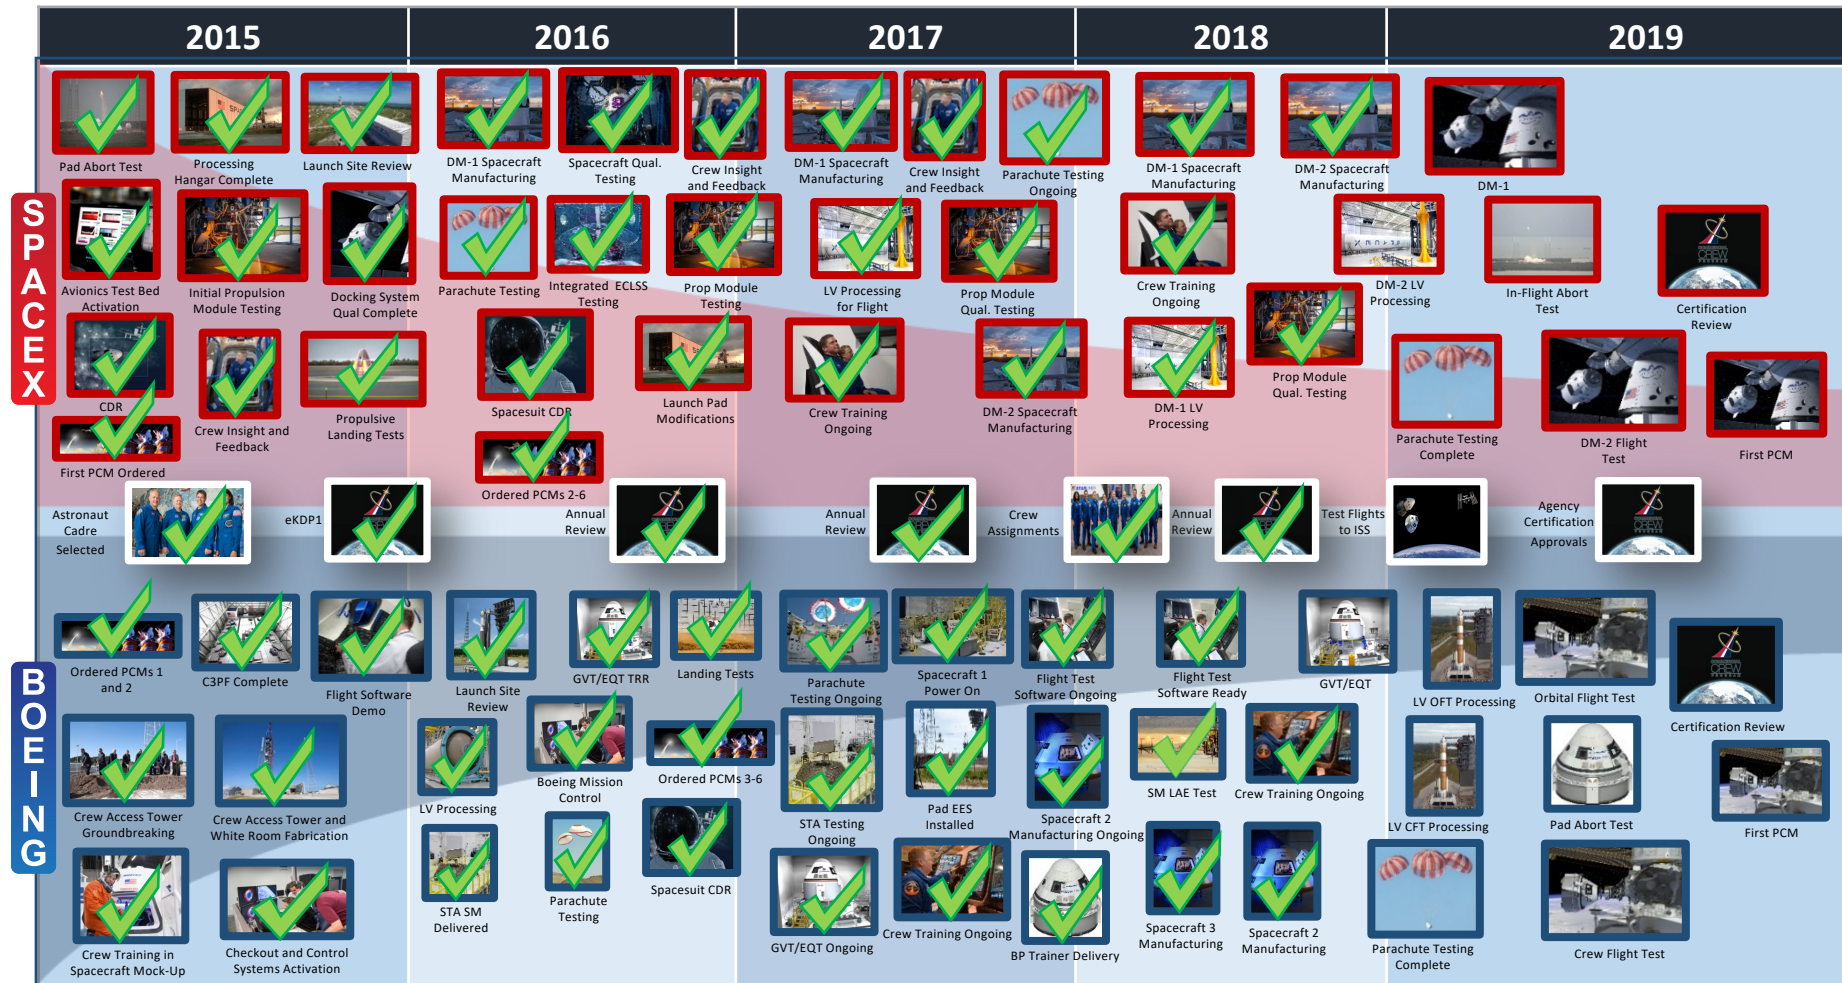 2015
2016
2017
2018
2019
SPACEX
Pad Abort Test
Processing
Hangar Complete
Launch Site Review
DM-1 Spacecraft
Manufacturing
Spacecraft Qual.
Testing
Crew Insight
and Feedback
DM-1 Spacecraft
Manufacturing
Crew Insight
and Feedback
Parachute Testing
Ongoing
DM-1 Spacecraft
Manufacturing
DM-2 Spacecraft
Manufacturing
DM-1
Avionics Test Bed
Activation
Initial Propulsion
Module Testing
Docking System
Qual Complete
Parachute Testing
Integrated ECLSS
Testing
Prop Module
Testing
LV Processing
for Flight
Prop Module
Qual. Testing
Crew Training
Ongoing
DM-2 LV
Processing
In-Flight Abort
Test
Certification
Review
CDR
Crew Insight and
Feedback
Propulsive
Landing Tests
Spacesuit CDR
Launch Pad
Modifications
Crew Training
Ongoing
DM-2 Spacecraft
Manufacturing
DM-1 LV
Processing
Prop Module
Qual. Testing
Parachute Testing
Complete
DM-2 Flight
Test
First PCM
First PCM Ordered
Ordered PCMs 2-6
Astronaut
Cadre
Selected
eKDP1
Annual
Review
Annual
Review
Crew
Assignments
Annual
Review
Test Flights
to ISS
Agency
Certification
Approvals
BOEING
Ordered PCMs 1
and 2
C3PF Complete
Flight Software
Demo
Launch Site
Review
GVT/EQT TRR
Landing Tests
Parachute
Testing Ongoing
Spacecraft 1
Power On
Flight Test
Software Ongoing
Flight Test
Software Ready
GVT/EQT
LV OFT Processing
Orbital Flight Test
Certification Review
Crew Access Tower
Groundbreaking
Crew Access Tower and
White Room Fabrication
LV Processing
Boeing Mission
Control
Ordered PCMs 3-6
STA Testing
Ongoing
Pad EES
Installed
Spacecraft 2
Manufacturing Ongoing
SM LAE Test
Crew Training Ongoing
LV CFT Processing
Pad Abort Test
First PCM
Crew Training in
Spacecraft Mock-Up
Checkout and Control
Systems Activation
STA SM
Delivered
Parachute
Testing
Spacesuit CDR
GVT/EQT Ongoing
Crew Training Ongoing
BP Trainer Delivery
Spacecraft 3
Manufacturing
Spacecraft 2
Manufacturing
Parachute Testing
Complete
Crew Flight Test